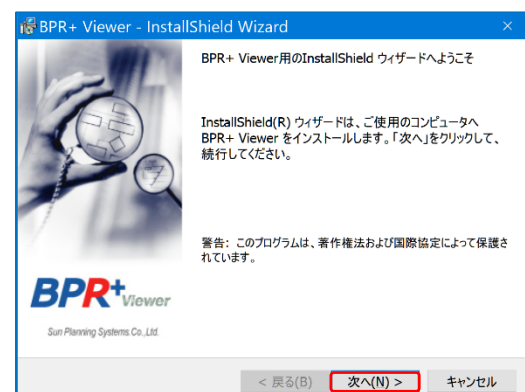 BPR+ Viewer - InstallShield Wizard
BPR+ Viewer用のInstallShield ウィザードへようこそ
InstallShield(R) ウィザードは、ご使用のコンピュータへ
BPR+ Viewer をインストールします。「次へ」をクリックして、
続行してください。
警告: このプログラムは、著作権法および国際協定によって保護さ
れています。
BPR+ Viewer
Sun Planning Systems.Co.,Ltd.
< 戻る(B)
次へ(N) >
キャンセル